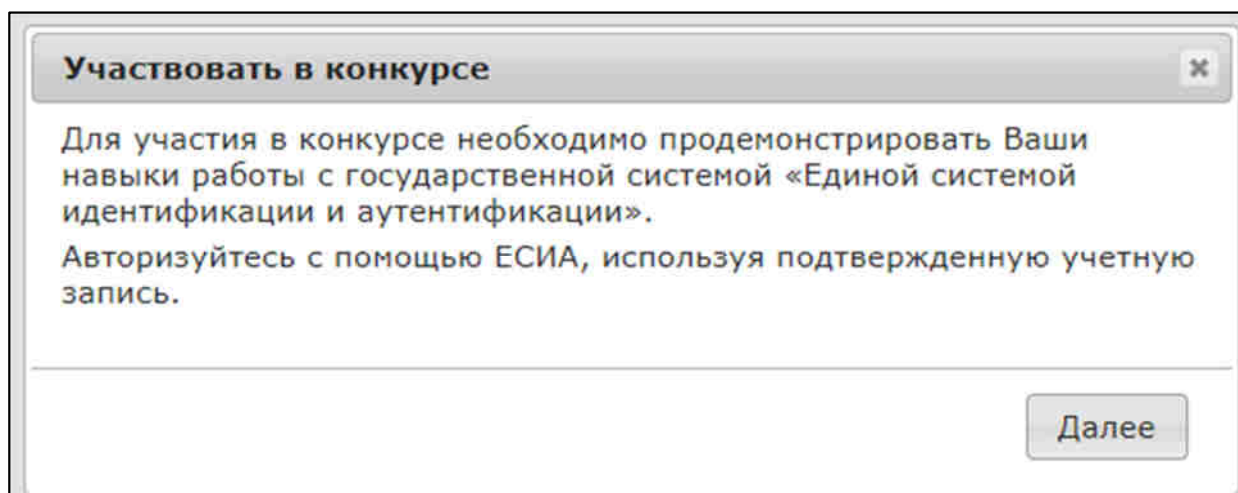 Участвовать в конкурсе
Для участия в конкурсе необходимо продемонстрировать Ваши
навыки работы с государственной системой «Единой системой
идентификации и аутентификации».
Авторизуйтесь с помощью ЕСИА, используя подтвержденную учетную
запись.
Далее